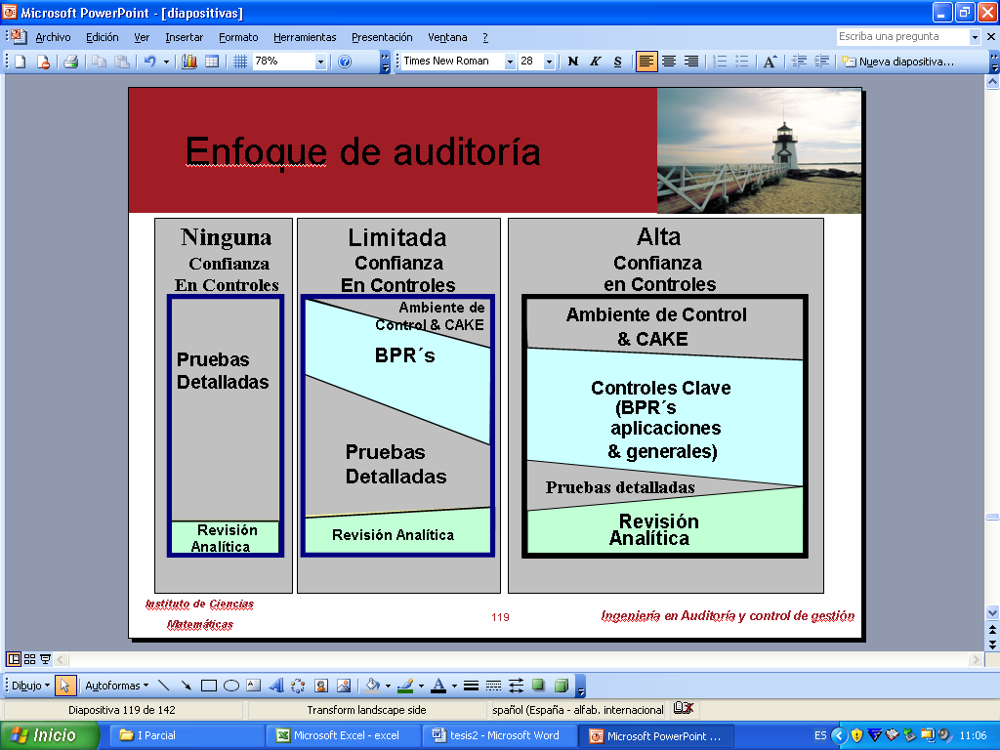 Microsoft PowerPoint - [diapositivas]
Archivo Edición Ver Insertar Formato Herramientas Presentación Ventana ?
Escriba una pregunta
78%
Times New Roman 28 N K S A Nueva diapositiva...
Enfoque de auditoría
Ninguna
Confianza
En Controles
Pruebas
Detalladas
Revisión
Analítica
Limitada
Confianza
En Controles
Ambiente de
Control & CAKE
BPR´s
Pruebas
Detalladas
Revisión Analítica
Alta
Confianza
en Controles
Ambiente de Control
& CAKE
Controles Clave
(BPR´s
aplicaciones
& generales)
Pruebas detalladas
Revisión
Analítica
Instituto de Ciencias
Matemáticas
119
Ingeniería en Auditoría y control de gestión
Dibujo Autoformas A
Diapositiva 119 de 142 Transform landscape side spañol (España - alfab. internacional
Inicio I Parcial Microsoft Excel - excel tesis2 - Microsoft Word Microsoft PowerPoint ... ES 11:06